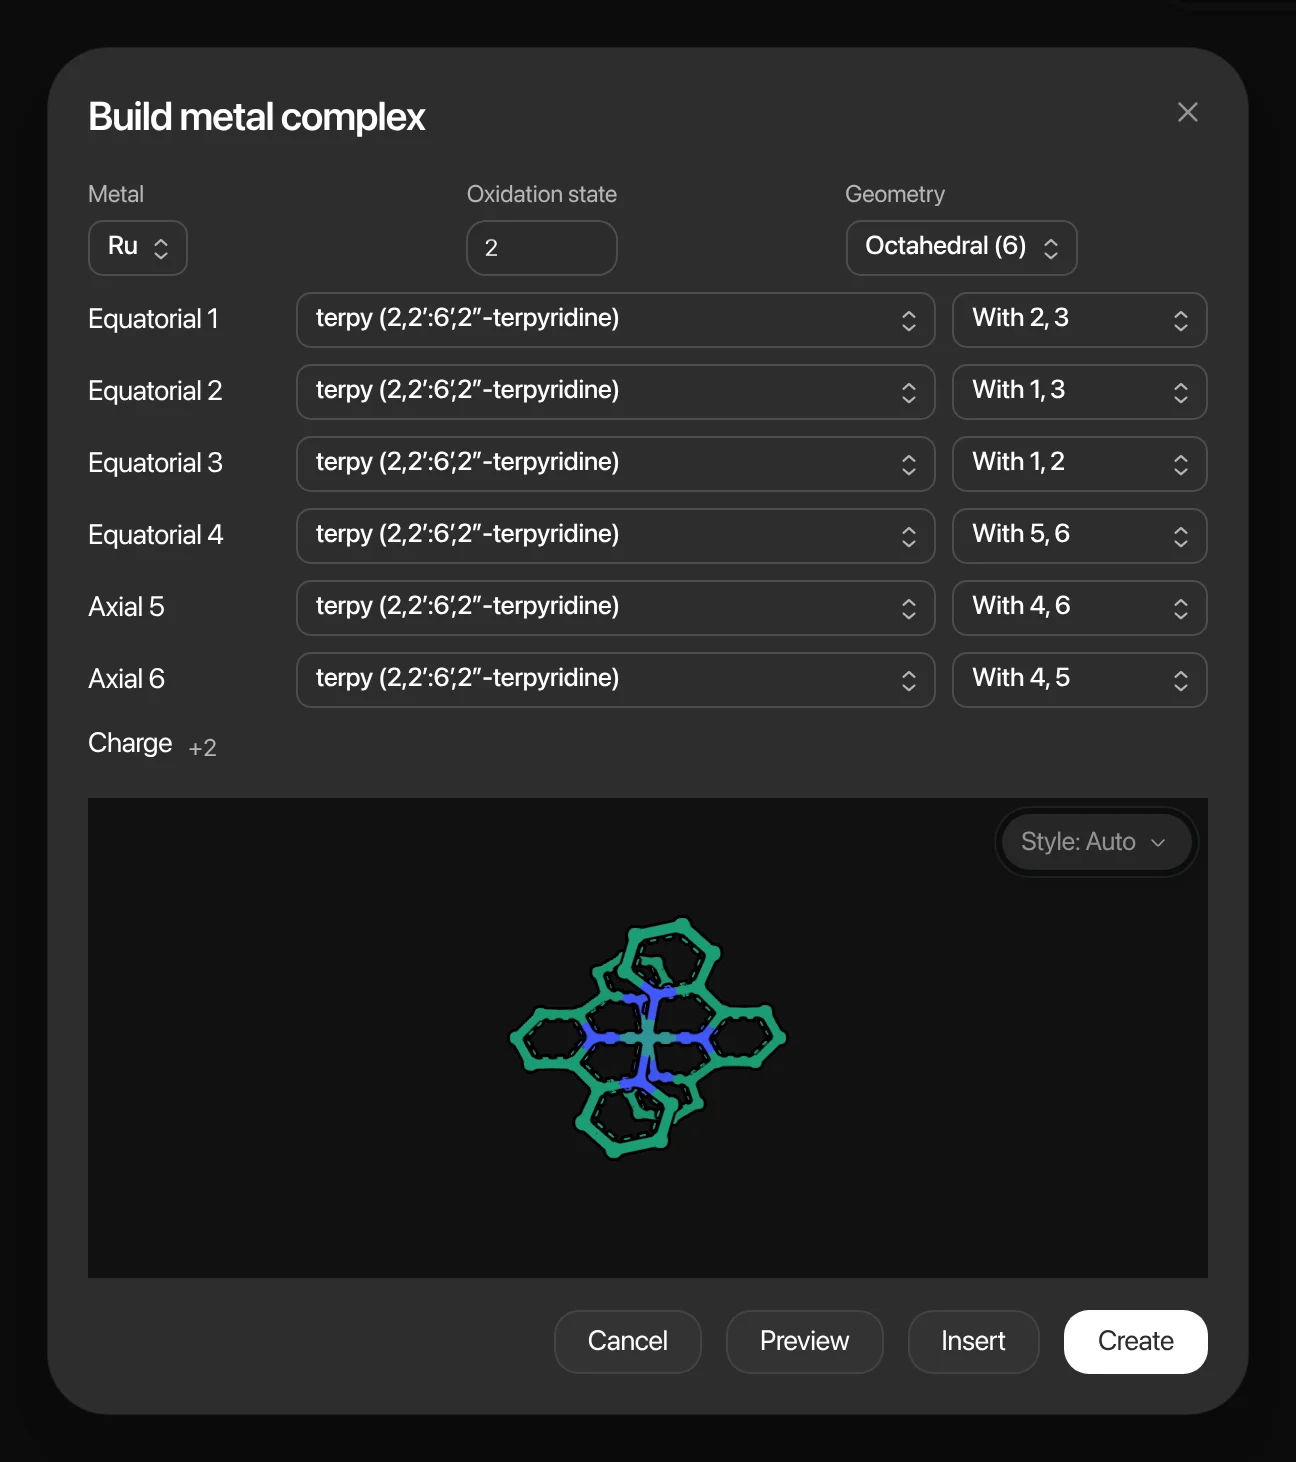 Build metal complex
Metal
Oxidation state
Geometry
Ru
2
Octahedral (6)
Equatorial 1
terpy (2,2′:6′,2″-terpyridine)
With 2, 3
Equatorial 2
terpy (2,2′:6′,2″-terpyridine)
With 1, 3
Equatorial 3
terpy (2,2′:6′,2″-terpyridine)
With 1, 2
Equatorial 4
terpy (2,2′:6′,2″-terpyridine)
With 5, 6
Axial 5
terpy (2,2′:6′,2″-terpyridine)
With 4, 6
Axial 6
terpy (2,2′:6′,2″-terpyridine)
With 4, 5
Charge +2
Style: Auto
Cancel
Preview
Insert
Create